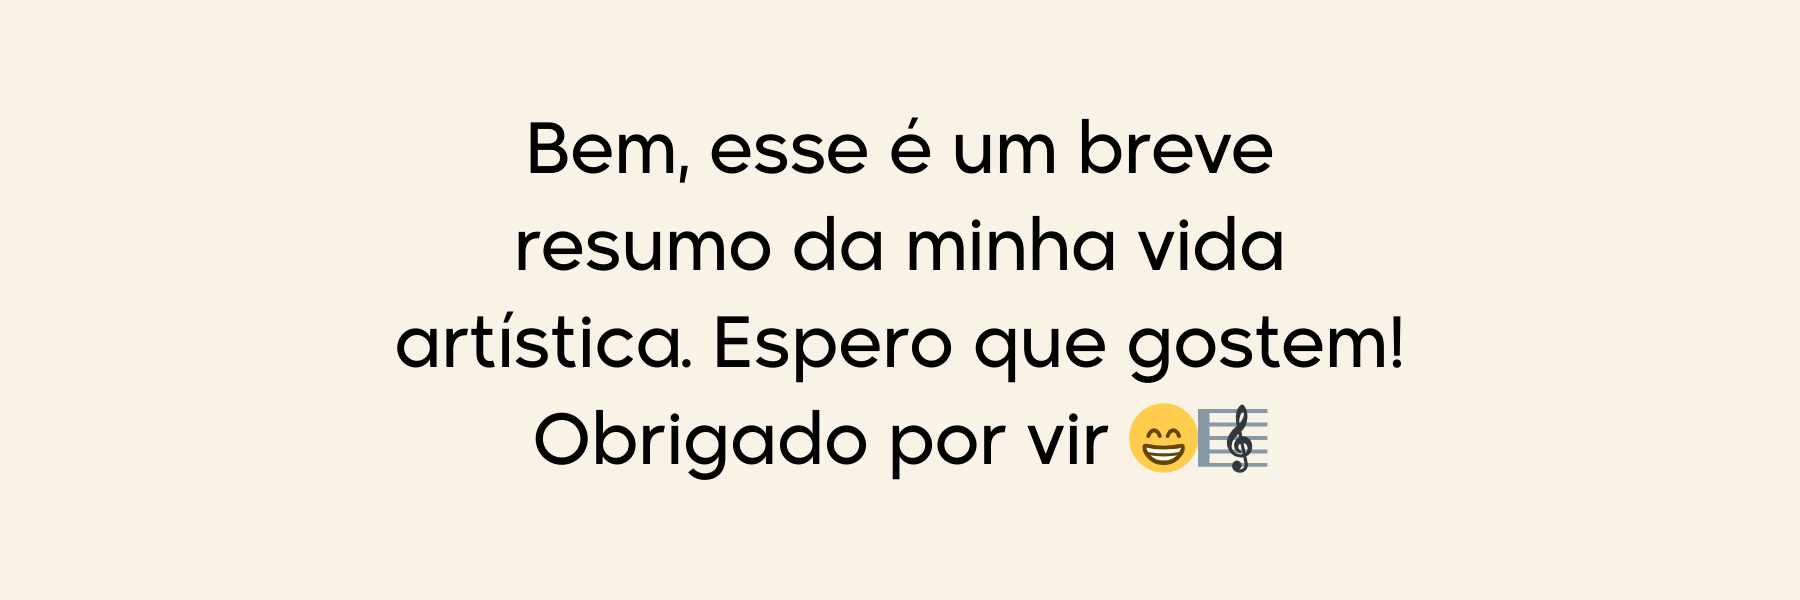 Bem, esse é um breve
resumo da minha vida
artística. Espero que gostem!
Obrigado por vir 😁🎼